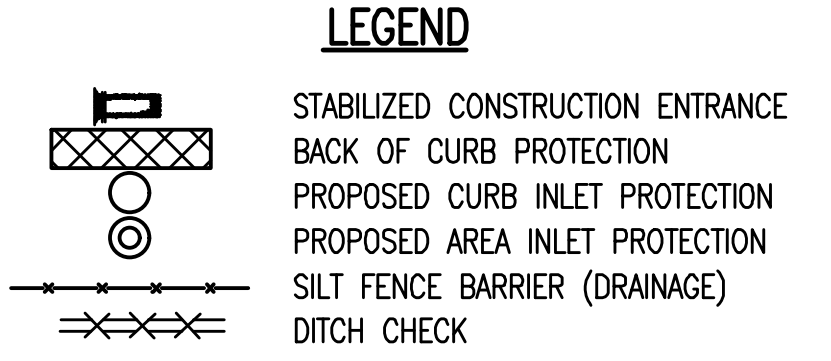 LEGEND
STABILIZED CONSTRUCTION ENTRANCE
BACK OF CURB PROTECTION
PROPOSED CURB INLET PROTECTION
PROPOSED AREA INLET PROTECTION
SILT FENCE BARRIER (DRAINAGE)
DITCH CHECK